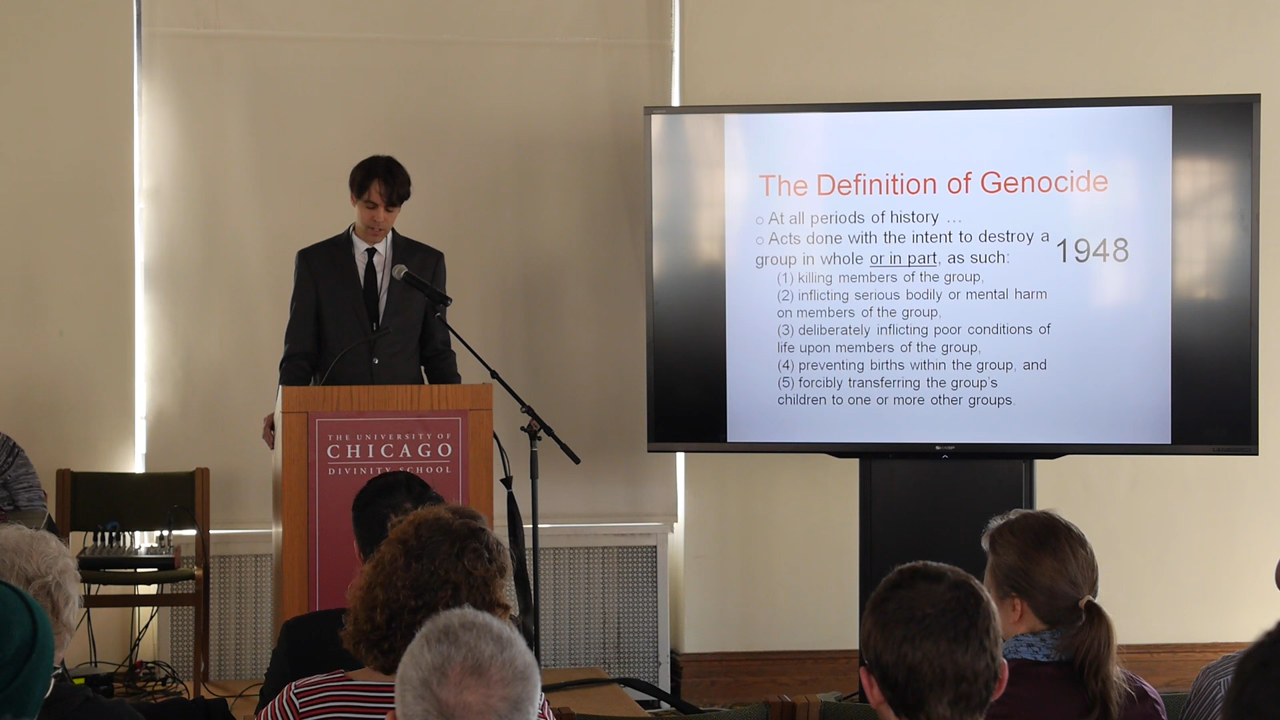 THE UNIVERSITY OF
CHICAGO
DIVINITY SCHOOL
The Definition of Genocide
○ At all periods of history …
○ Acts done with the intent to destroy a
group in whole or in part, as such:
1948
(1) killing members of the group,
(2) inflicting serious bodily or mental harm
on members of the group,
(3) deliberately inflicting poor conditions of
life upon members of the group,
(4) preventing births within the group, and
(5) forcibly transferring the group's
children to one or more other groups.
SHARP